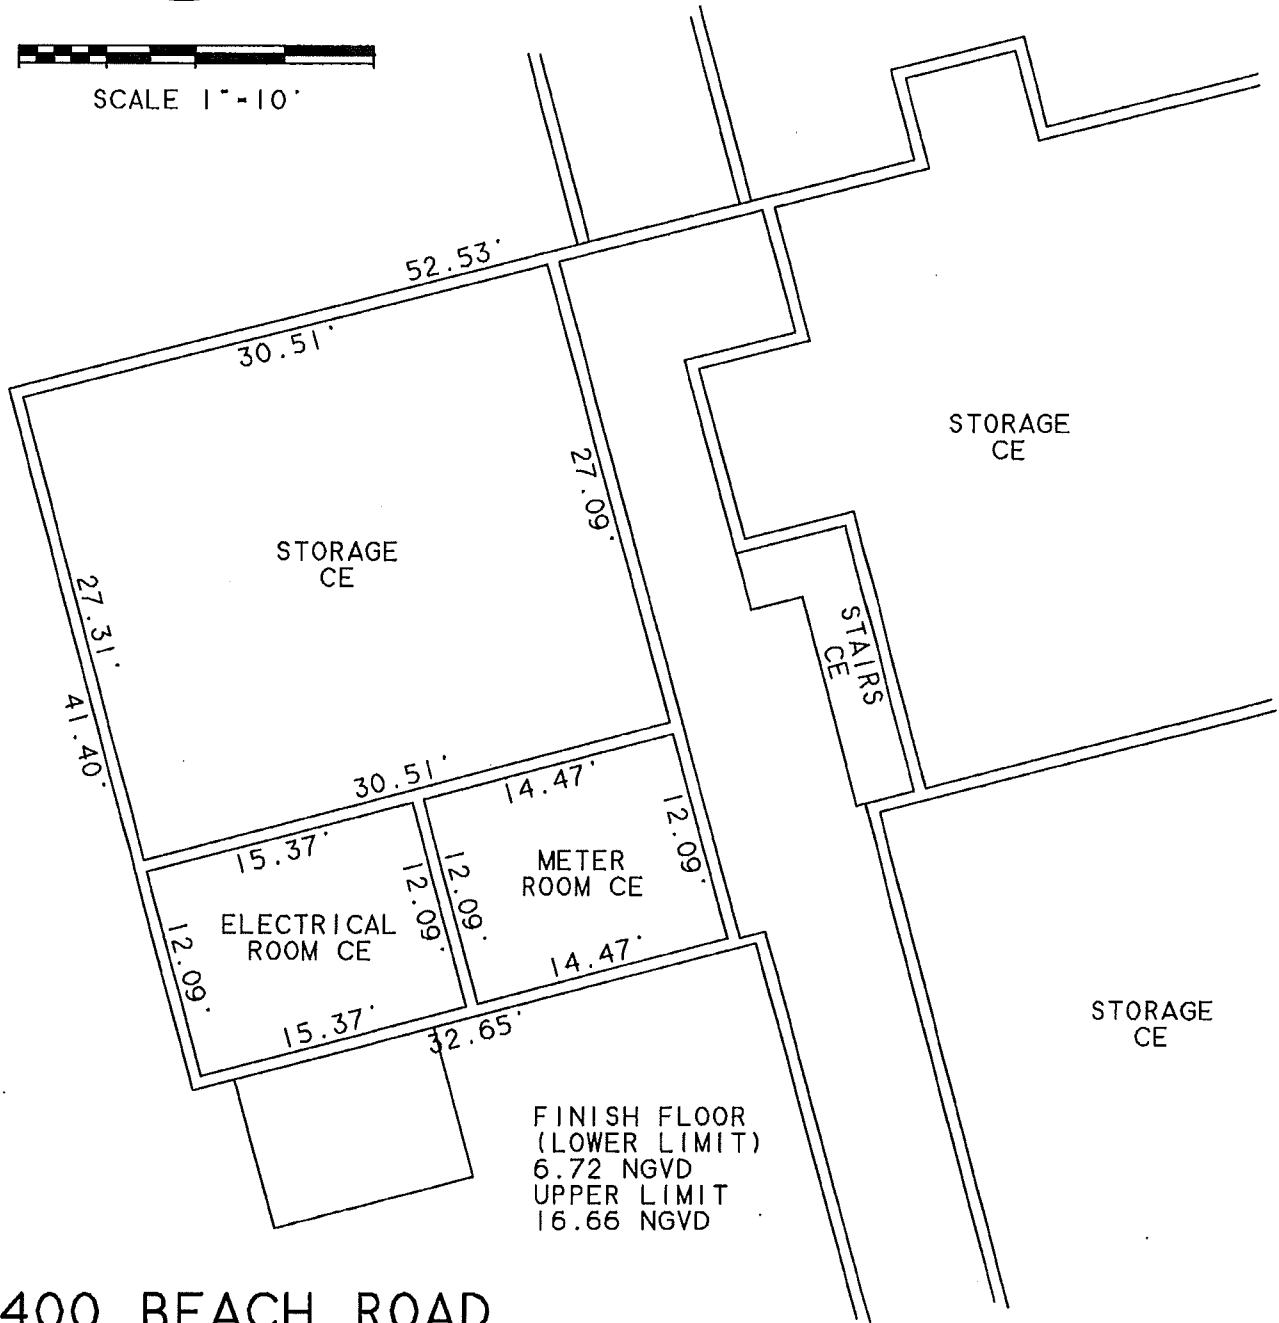 SCALE 1"=10'
52.53'
30.51'
STORAGE
CE
27.09'
STORAGE
CE
27.31'
41.40'
STAIRS
CE
30.51'
14.47'
15.37'
12.09'
METER
ROOM CE
12.09'
12.09'
ELECTRICAL
ROOM CE
12.09'
14.47'
15.37'
32.65'
STORAGE
CE
FINISH FLOOR
(LOWER LIMIT)
6.72 NGVD
UPPER LIMIT
16.66 NGVD
400 BEACH ROAD